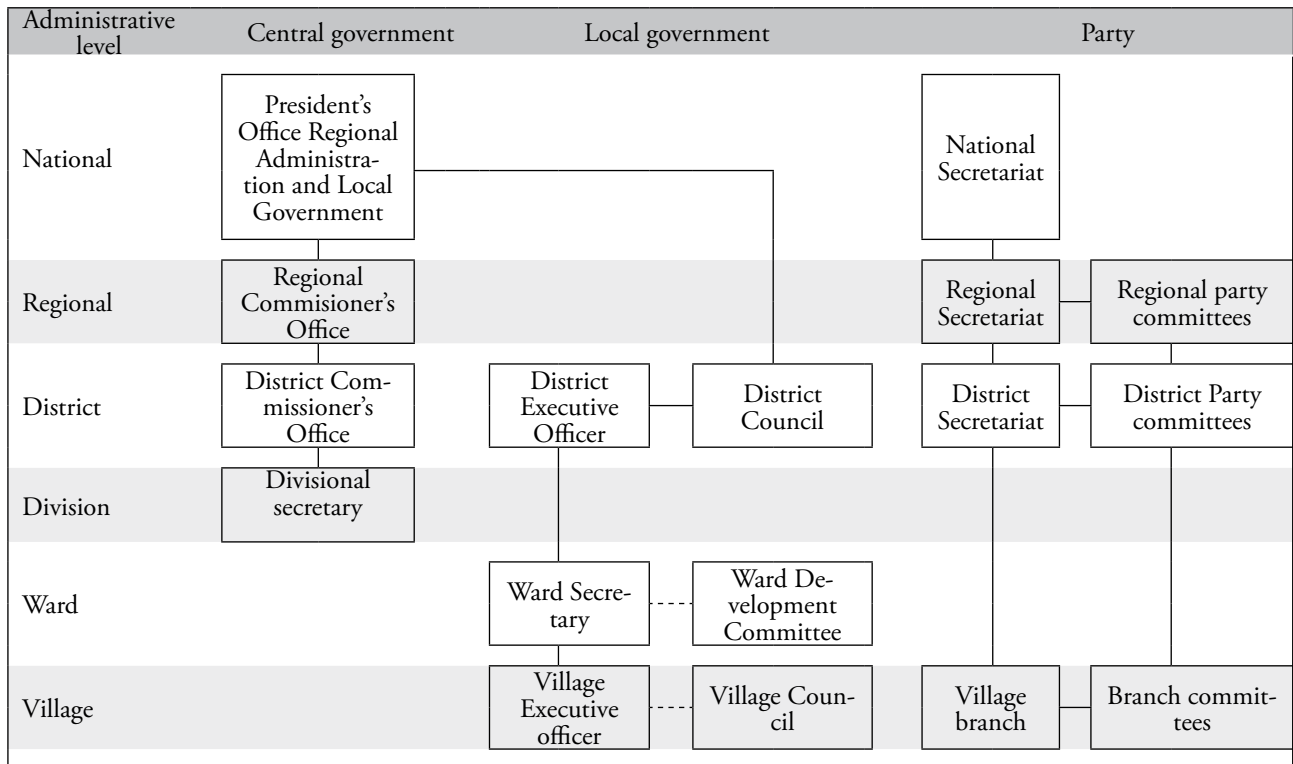 Administrative
level
Central government
Local government
Party
National
President’s
Office Regional
Administra-
tion and Local
Government
National
Secretariat
Regional
Regional
Commisioner’s
Office
Regional
Secretariat
Regional party
committees
District
District Com-
missioner’s
Office
District
Executive
Officer
District
Council
District
Secretariat
District Party
committees
Division
Divisional
secretary
Ward
Ward Secre-
tary
Ward De-
velopment
Committee
Village
Village
Executive
officer
Village Coun-
cil
Village
branch
Branch commit-
tees